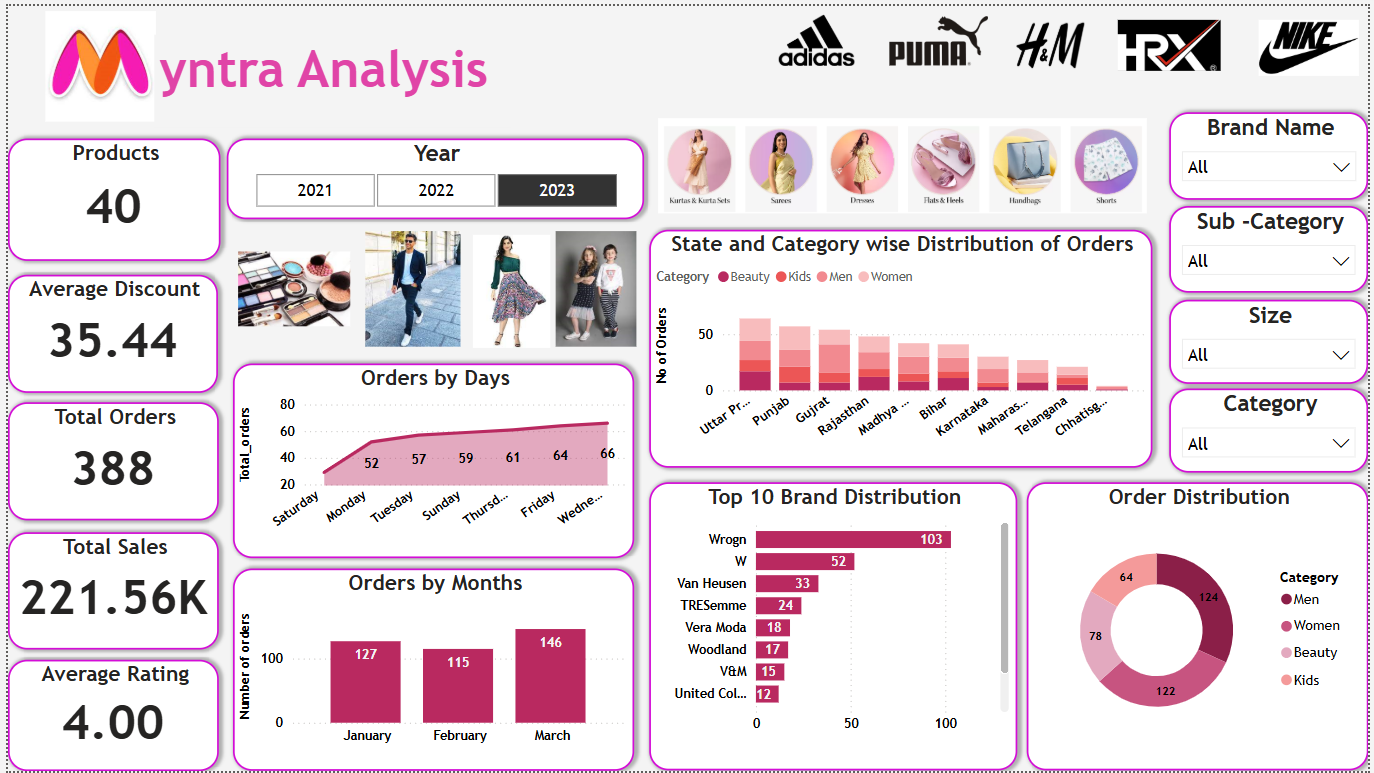 yntra Analysis
adidas
PUMA
H&M
HRX
NIKE
Products
40
Average Discount
35.44
Total Orders
388
Total Sales
221.56K
Average Rating
4.00
Year
2021 2022 2023
Kurtas & Kurta Sets
Sarees
Dresses
Flats & Heels
Handbags
Shorts
Brand Name
All
Sub -Category
All
Size
All
Category
All
State and Category wise Distribution of Orders
Category Beauty Kids Men Women
No of Orders
50
0
Uttar Pr...
Punjab
Gujrat
Rajasthan
Madhya ...
Bihar
Karnataka
Maharas...
Telangana
Chhatisg...
Orders by Days
Total_orders
80
60
40
20
52
57
59
61
64
66
Saturday
Monday
Tuesday
Sunday
Thursd...
Friday
Wedne...
Orders by Months
Number of orders
100
0
127
115
146
January
February
March
Top 10 Brand Distribution
Wrogn 103
W 52
Van Heusen 33
TRESemme 24
Vera Moda 18
Woodland 17
V&M 15
United Col... 12
0 50 100
Order Distribution
64
124
78
122
Category
Men
Women
Beauty
Kids